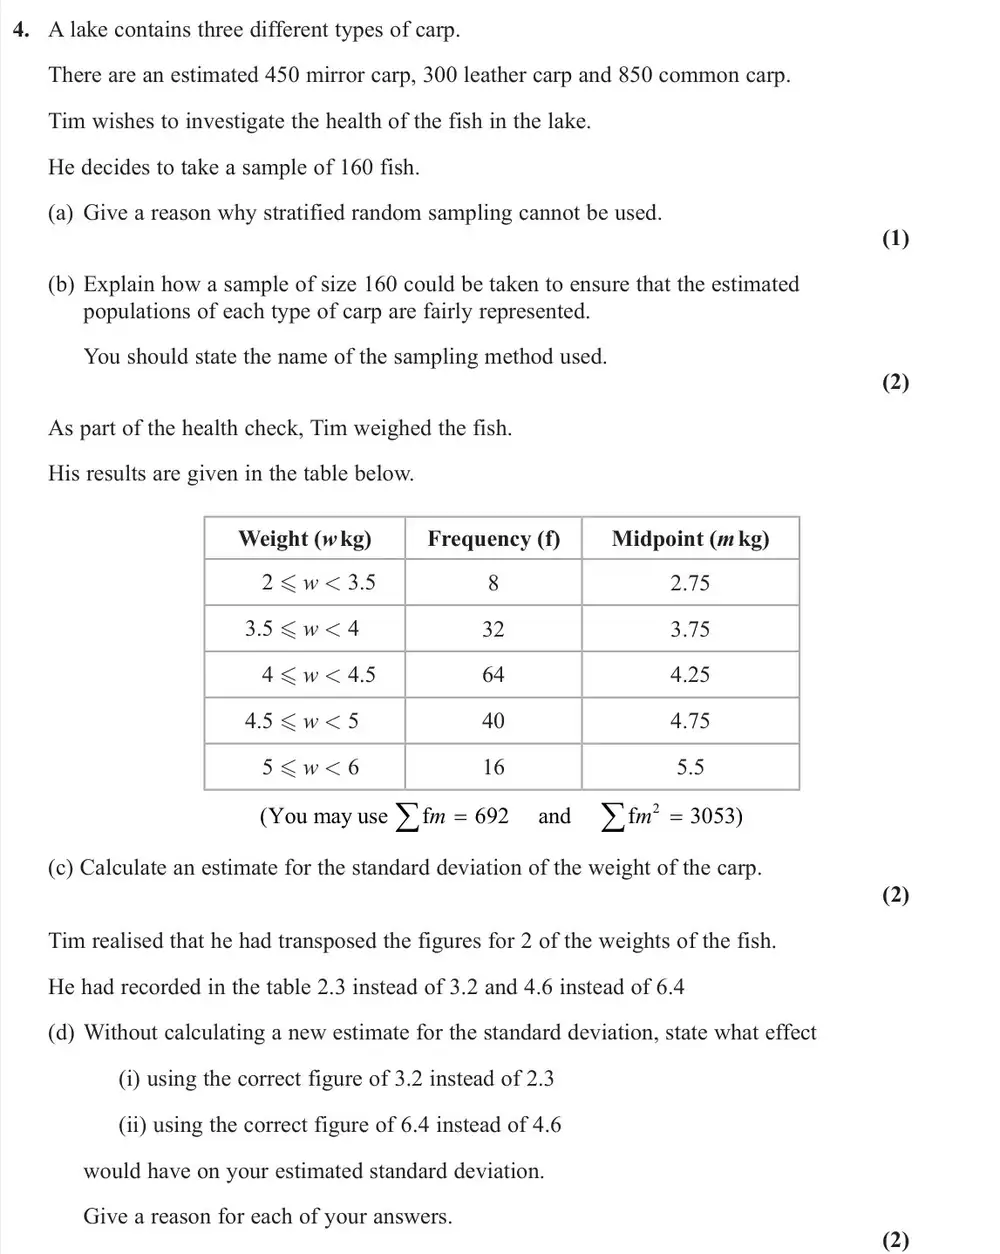 4. A lake contains three different types of carp.
There are an estimated 450 mirror carp, 300 leather carp and 850 common carp.
Tim wishes to investigate the health of the fish in the lake.
He decides to take a sample of 160 fish.
(a) Give a reason why stratified random sampling cannot be used.
(1)
(b) Explain how a sample of size 160 could be taken to ensure that the estimated
populations of each type of carp are fairly represented.
You should state the name of the sampling method used.
(2)
As part of the health check, Tim weighed the fish.
His results are given in the table below.
Weight (w kg) Frequency (f) Midpoint (m kg)
2 ⩽ w < 3.5 8 2.75
3.5 ⩽ w < 4 32 3.75
4 ⩽ w < 4.5 64 4.25
4.5 ⩽ w < 5 40 4.75
5 ⩽ w < 6 16 5.5
(You may use ∑fm = 692 and ∑fm² = 3053)
(c) Calculate an estimate for the standard deviation of the weight of the carp.
(2)
Tim realised that he had transposed the figures for 2 of the weights of the fish.
He had recorded in the table 2.3 instead of 3.2 and 4.6 instead of 6.4
(d) Without calculating a new estimate for the standard deviation, state what effect
(i) using the correct figure of 3.2 instead of 2.3
(ii) using the correct figure of 6.4 instead of 4.6
would have on your estimated standard deviation.
Give a reason for each of your answers.
(2)